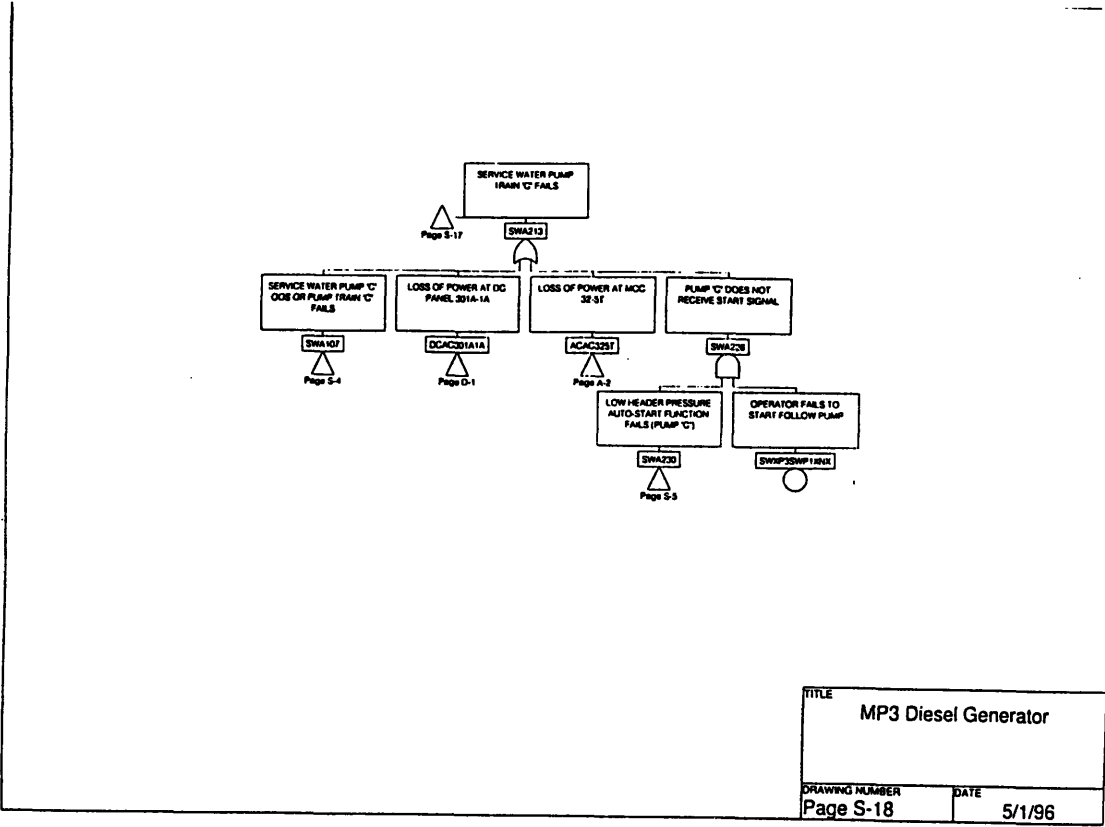 SERVICE WATER PUMP
TRAIN 'C' FAILS
Page S-17
SWA213
SERVICE WATER PUMP 'C'
OOS OR PUMP TRAIN 'C'
FAILS
LOSS OF POWER AT DC
PANEL 301A-1A
LOSS OF POWER AT MCC
32-5T
PUMP 'C' DOES NOT
RECEIVE START SIGNAL
SWA107
DCAC301A1A
ACAC325T
Page S-4
Page D-1
Page A-2
LOW HEADER PRESSURE
AUTO-START FUNCTION
FAILS (PUMP 'C')
OPERATOR FAILS TO
START FOLLOW PUMP
SWA230
SWXP3SWP1XNX
Page S-5
TITLE
MP3 Diesel Generator
DRAWING NUMBER
DATE
Page S-18
5/1/96